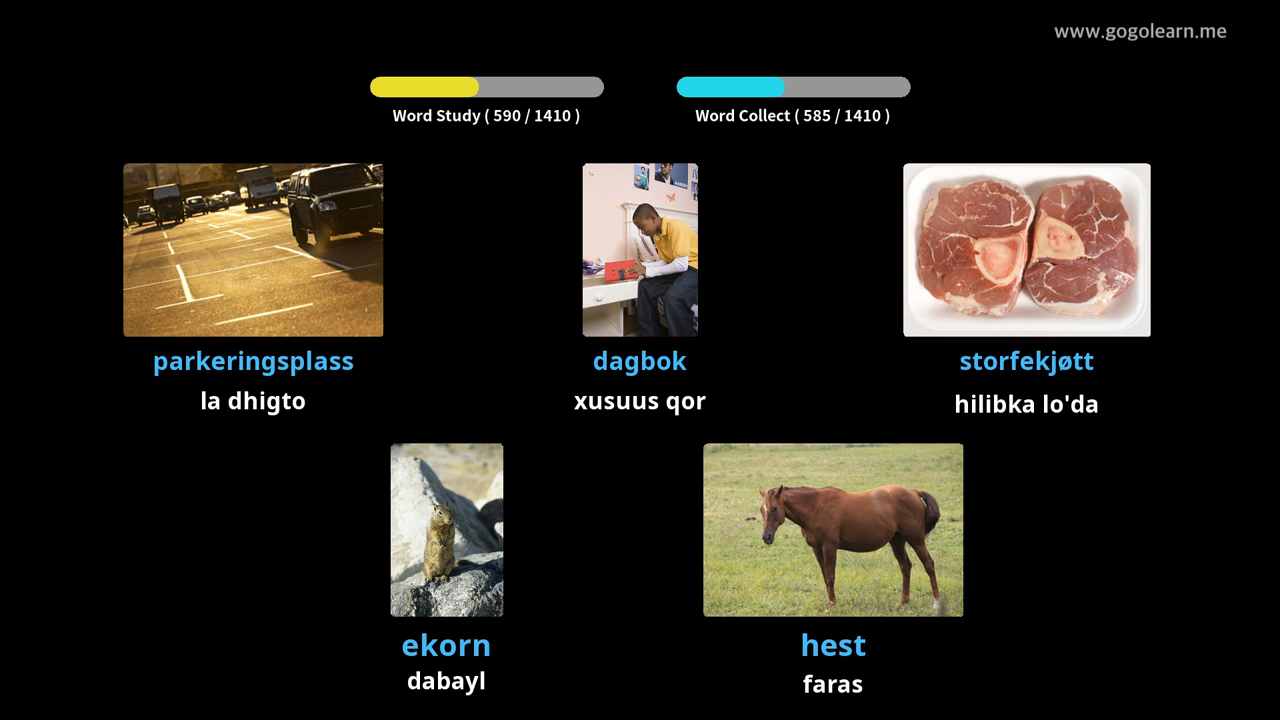 www.gogolearn.me
Word Study ( 590 / 1410 )
Word Collect ( 585 / 1410 )
parkeringsplass
la dhigto
dagbok
xusuus qor
storfekjøtt
hilibka lo'da
ekorn
dabayl
hest
faras